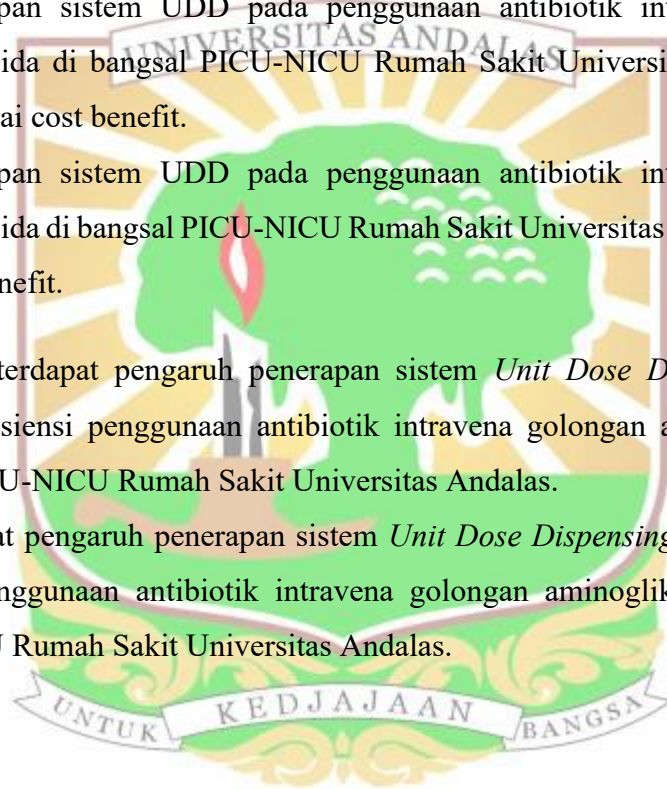 pan sistem UDD pada penggunaan antibiotik in
UNIVERSITAS ANDALAS
ida di bangsal PICU-NICU Rumah Sakit Universi
ai cost benefit.
pan sistem UDD pada penggunaan antibiotik in
ida di bangsal PICU-NICU Rumah Sakit Universitas
nefit.
terdapat pengaruh penerapan sistem Unit Dose D
siensi penggunaan antibiotik intravena golongan a
U-NICU Rumah Sakit Universitas Andalas.
at pengaruh penerapan sistem Unit Dose Dispensing
nggunaan antibiotik intravena golongan aminoglik
U Rumah Sakit Universitas Andalas.
UNTUK KEDJAJAAN BANGSA